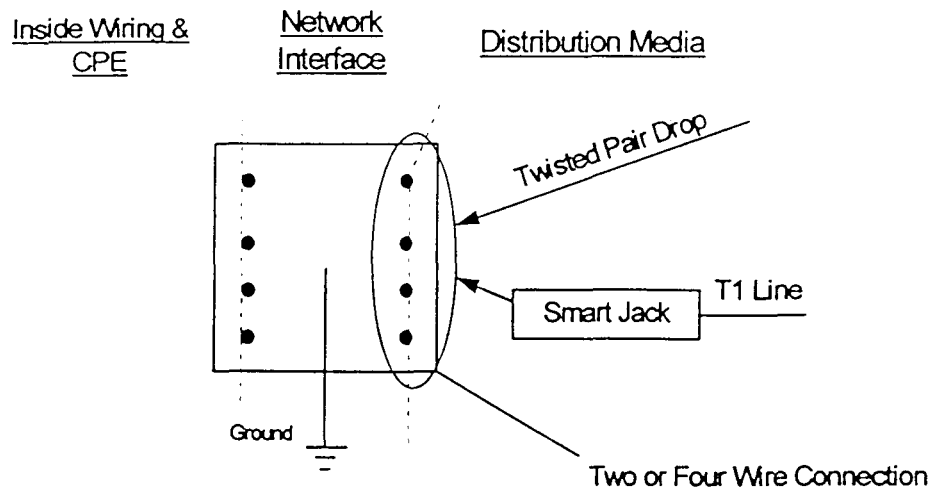 Inside Wiring &
CPE
Network
Interface
Distribution Media
Twisted Pair Drop
Smart Jack
T1 Line
Ground
Two or Four Wire Connection